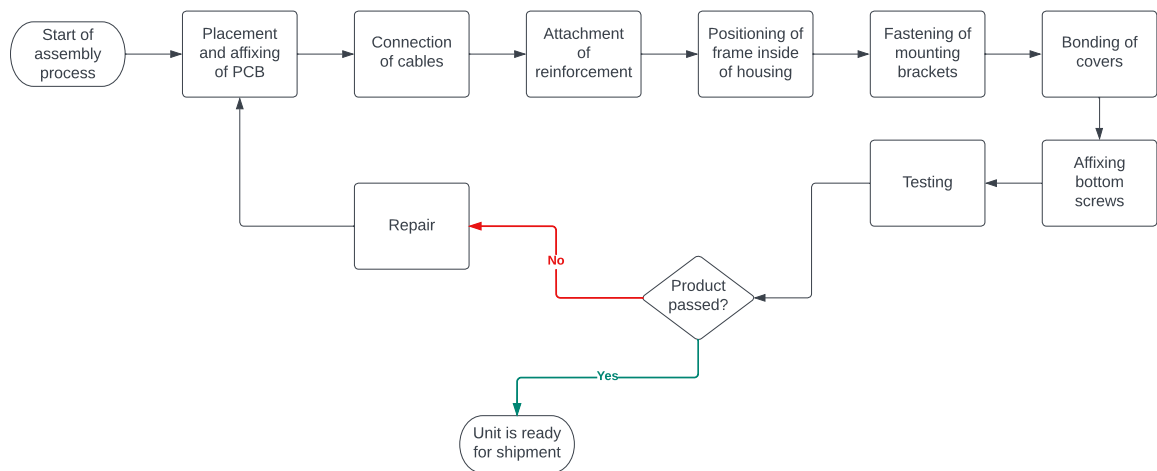 Start of
assembly
process
Placement
and affixing
of PCB
Connection
of cables
Attachment
of
reinforcement
Positioning of
frame inside
of housing
Fastening of
mounting
brackets
Bonding of
covers
Affixing
bottom
screws
Testing
Product
passed?
No
Repair
Yes
Unit is ready
for shipment